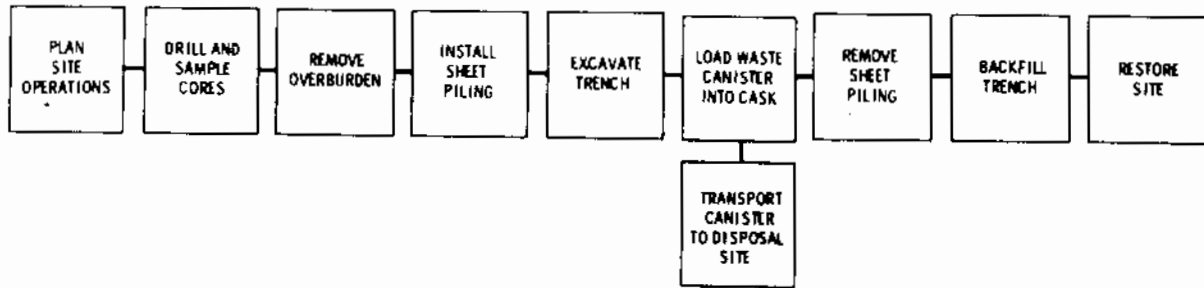 PLAN
SITE
OPERATIONS
DRILL AND
SAMPLE
CORES
REMOVE
OVERBURDEN
INSTALL
SHEET
PILING
EXCAVATE
TRENCH
LOAD WASTE
CANISTER
INTO CASK
REMOVE
SHEET
PILING
BACKFILL
TRENCH
RESTORE
SITE
TRANSPORT
CANISTER
TO DISPOSAL
SITE